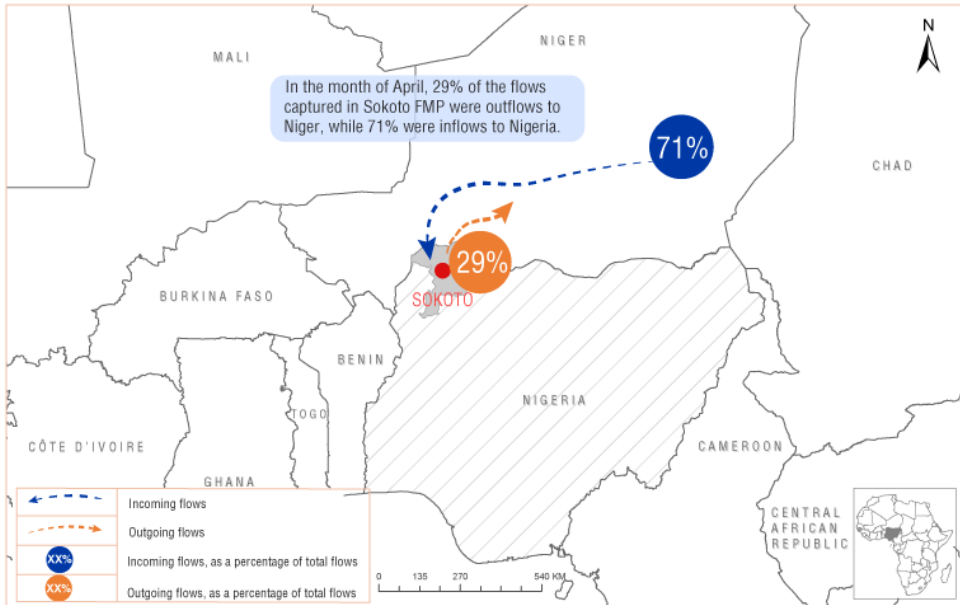 N
NIGER
MALI
In the month of April, 29% of the flows
captured in Sokoto FMP were outflows to
Niger, while 71% were inflows to Nigeria.
71%
CHAD
29%
SOKOTO
BURKINA FASO
BENIN
NIGERIA
TOGO
CÔTE D'IVOIRE
CAMEROON
GHANA
Incoming flows
Outgoing flows
XX%
Incoming flows, as a percentage of total flows
XX%
Outgoing flows, as a percentage of total flows
0 135 270 540 KM
CENTRAL
AFRICAN
REPUBLIC